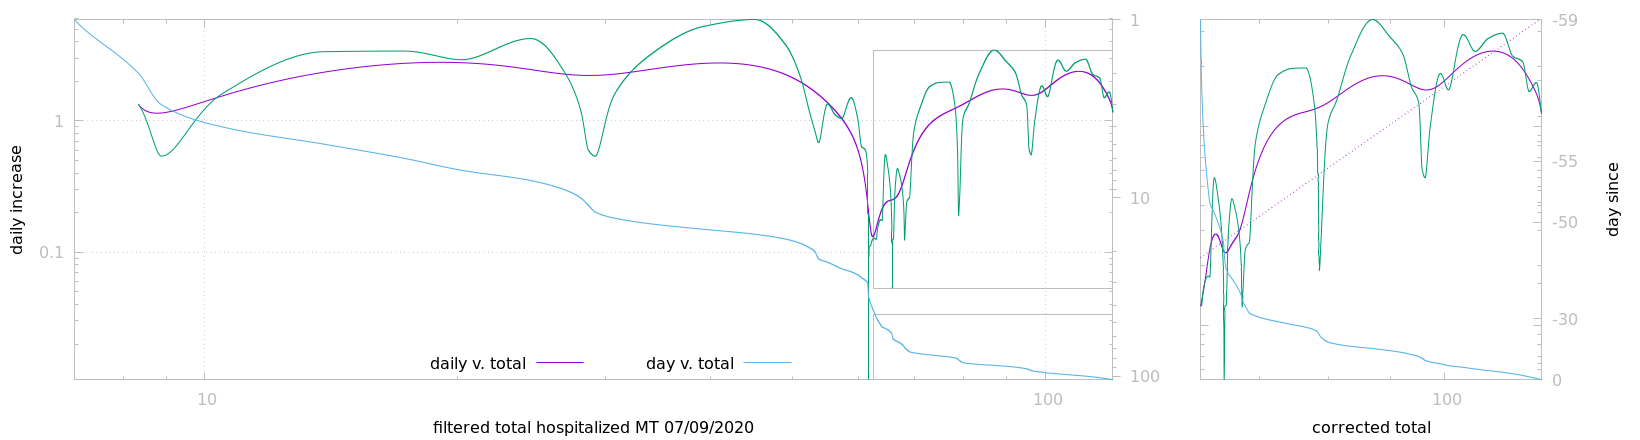 daily increase
1
0.1
10
100
1
10
100
daily v. total
day v. total
filtered total hospitalized MT 07/09/2020
-59
-55
-50
-30
0
day since
100
corrected total